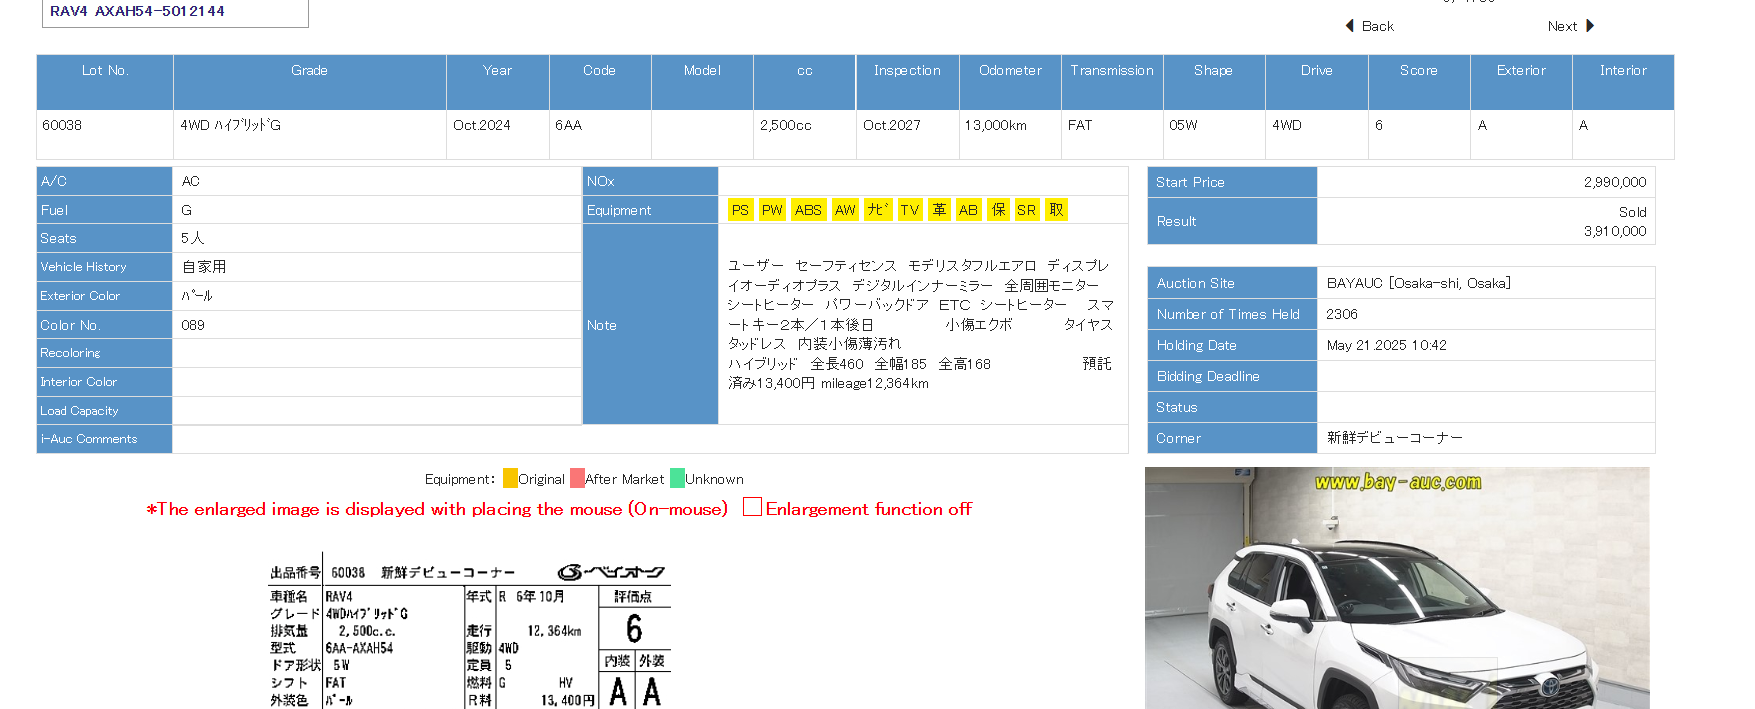 RAV4 AXAH54-5012144
Back Next
Lot No. Grade Year Code Model cc Inspection Odometer Transmission Shape Drive Score Exterior Interior
60038 4WD ﾊｲﾌﾞﾘｯﾄﾞG Oct.2024 6AA 2,500cc Oct.2027 13,000km FAT 05W 4WD 6 A A
A/C AC
Fuel G
Seats 5人
Vehicle History 自家用
Exterior Color ﾊﾟｰﾙ
Color No. 089
Recoloring
Interior Color
Load Capacity
i-Auc Comments
NOx
Equipment PS PW ABS AW ﾅﾋﾞ TV 革 AB 保 SR 取
Note
ユーザー セーフティセンス モデリスタフルエアロ ディスプレ
イオーディオプラス デジタルインナーミラー 全周囲モニター
シートヒーター パワーバックドア ETC シートヒーター スマ
ートキー２本／１本後日 小傷エクボ タイヤス
タッドレス 内装小傷薄汚れ
ハイブリッド 全長460 全幅185 全高168 預託
済み13,400円 mileage12,364km
Start Price 2,990,000
Result Sold
3,910,000
Auction Site BAYAUC [Osaka-shi, Osaka]
Number of Times Held 2306
Holding Date May 21.2025 10:42
Bidding Deadline
Status
Corner 新鮮デビューコーナー
Equipment: Original After Market Unknown
*The enlarged image is displayed with placing the mouse (On-mouse) Enlargement function off
出品番号 60038 新鮮デビューコーナー ベイオーク
車種名 RAV4 年式 R 6年10月 評価点
グレード 4WDﾊｲﾌﾞﾘｯﾄﾞG
排気量 2,500c.c. 走行 12,364km 6
型式 6AA-AXAH54 駆動 4WD
ドア形状 5W 定員 5 内装 外装
シフト FAT 燃料 G HV
外装色 ﾊﾟｰﾙ R料 13,400円 A A
www.bay-auc.com